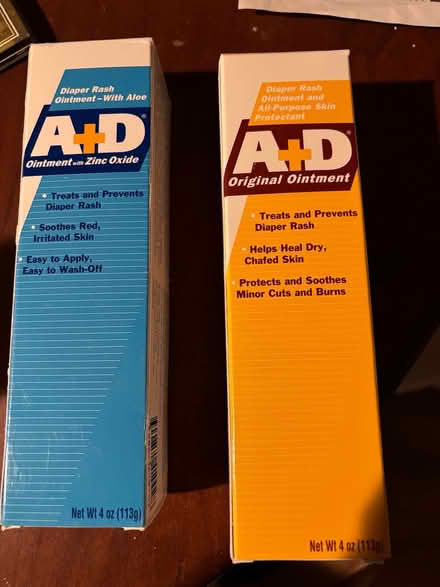 Diaper Rash
Ointment – With Aloe
A+D®
Ointment with Zinc Oxide
• Treats and Prevents
Diaper Rash
• Soothes Red,
Irritated Skin
• Easy to Apply,
Easy to Wash-Off
Net Wt 4 oz (113g)
Diaper Rash
Ointment and
All-Purpose Skin
Protectant
A+D®
Original Ointment
• Treats and Prevents
Diaper Rash
• Helps Heal Dry,
Chafed Skin
• Protects and Soothes
Minor Cuts and Burns
Net Wt 4 oz (113g)